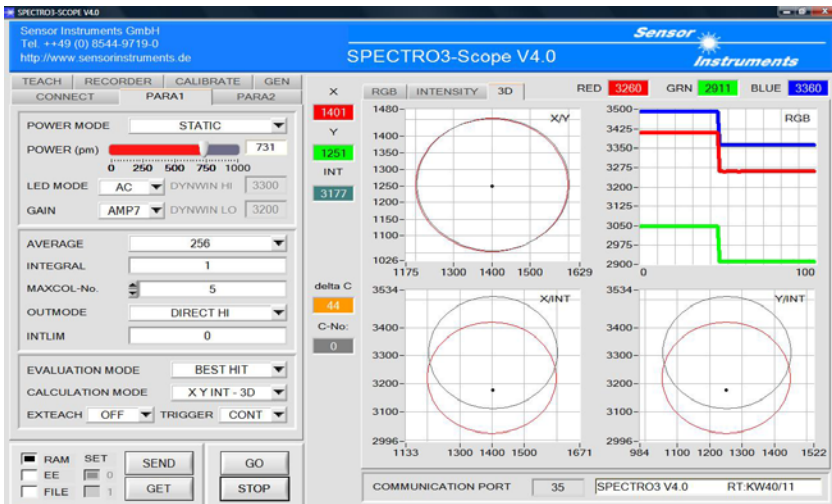 SPECTRO3-SCOPE V4.0
Sensor Instruments GmbH
Tel. ++49 (0) 8544-9719-0
http://www.sensorinstruments.de
SPECTRO3-Scope V4.0
Sensor
Instruments
TEACH RECORDER CALIBRATE GEN
CONNECT PARA1 PARA2
POWER MODE STATIC
POWER (pm) 731
0 250 500 750 1000
LED MODE AC DYNWIN HI 3300
GAIN AMP7 DYNWIN LO 3200
AVERAGE 256
INTEGRAL 1
MAXCOL-No. 5
OUTMODE DIRECT HI
INTLIM 0
EVALUATION MODE BEST HIT
CALCULATION MODE X Y INT - 3D
EXTEACH OFF TRIGGER CONT
RAM SET
EE 0
FILE 1
SEND GO
GET STOP
X
1401
Y
1251
INT
3177
delta C
44
C-No:
0
RGB INTENSITY 3D
RED 3260 GRN 2911 BLUE 3360
X/Y
1480-
1400-
1350-
1300-
1250-
1200-
1150-
1100-
1026-
1175 1300 1400 1500 1629
RGB
3500-
3425-
3350-
3275-
3200-
3125-
3050-
2975-
2900-
0 100
X/INT
3534-
3400-
3300-
3200-
3100-
2996-
1133 1300 1400 1500 1671
Y/INT
3534-
3400-
3300-
3200-
3100-
2996-
984 1100 1200 1300 1400 1522
COMMUNICATION PORT 35 SPECTRO3 V4.0 RT:KW40/11